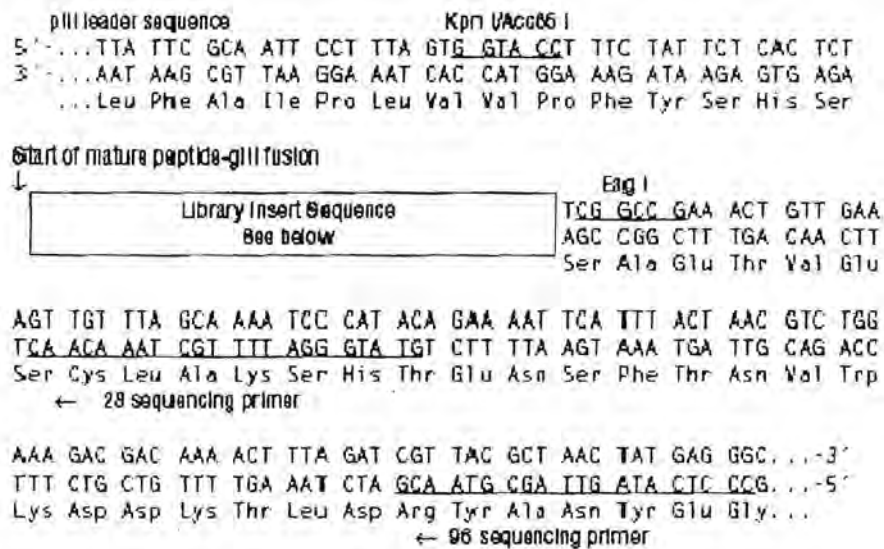 pIII leader sequence Kpn I/Acc65 I
5´-...TTA TTC GCA ATT CCT TTA GTG GTA CCT TTC TAT TCT CAC TCT
3´-...AAT AAG CGT TAA GGA AAT CAC CAT GGA AAG ATA AGA GTG AGA
...Leu Phe Ala Ile Pro Leu Val Val Pro Phe Tyr Ser His Ser
Start of mature peptide-gIII fusion
↓
Library Insert Sequence
See below
Eag I
TCG GCC GAA ACT GTT GAA
AGC CGG CTT TGA CAA CTT
Ser Ala Glu Thr Val Glu
AGT TGT TTA GCA AAA TCC CAT ACA GAA AAT TCA TTT ACT AAC GTC TGG
TCA ACA AAT CGT TTT AGG GTA TGT CTT TTA AGT AAA TGA TTG CAG ACC
Ser Cys Leu Ala Lys Ser His Thr Glu Asn Ser Phe Thr Asn Val Trp
← 28 sequencing primer
AAA GAC GAC AAA ACT TTA GAT CGT TAC GCT AAC TAT GAG GGC...-3´
TTT CTG CTG TTT TGA AAT CTA GCA ATG CGA TTG ATA CTC CCG...-5´
Lys Asp Asp Lys Thr Leu Asp Arg Tyr Ala Asn Tyr Glu Gly...
← 96 sequencing primer